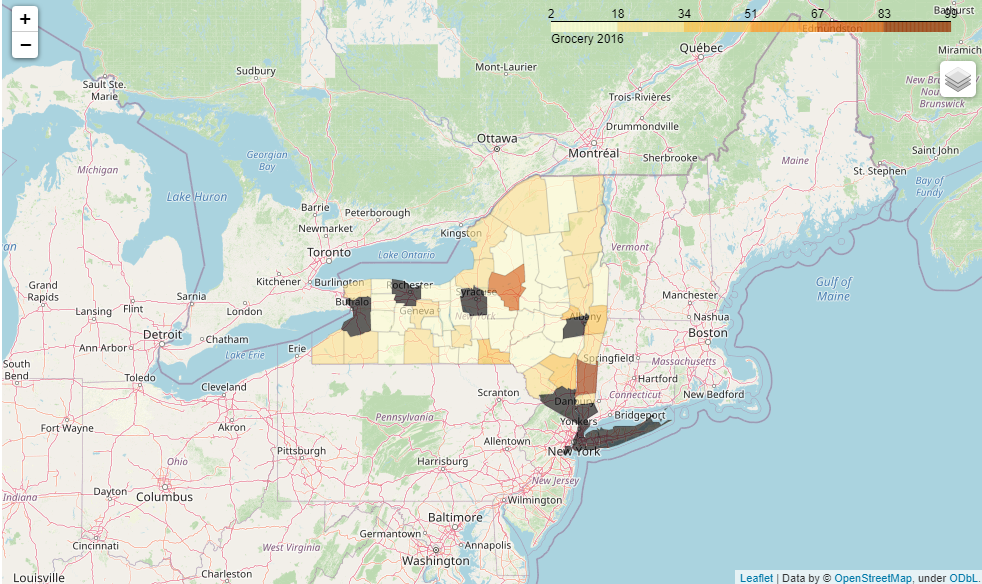 +
−
2 18 34 51 67 83 99
Grocery 2016
Bathurst
Edmundston
Québec
Miramich
Mont-Laurier
Sudbury
Sault Ste.
Marie
Trois-Rivières
New Brunswick
Drummondville
Ottawa
Montréal
Sherbrooke
Saint John
Maine
St. Stephen
Michigan
Georgian
Bay
Bay of
Fundy
Lake Huron
Barrie
Peterborough
Newmarket
Kingston
Toronto
Lake Ontario
Vermont
Gulf of
Maine
Grand
Rapids
Kitchener
Burlington
Rochester
Syracuse
Sarnia
Buffalo
Geneva
New York
Albany
Manchester
Nashua
Lansing
Flint
London
Boston
Detroit
Chatham
Ann Arbor
Lake Erie
Erie
Springfield
Massachusetts
South
Bend
Toledo
Hartford
Connecticut
New Bedford
Cleveland
Scranton
Danbury
Bridgeport
Yonkers
Fort Wayne
Akron
Pennsylvania
Allentown
New York
Pittsburgh
Ohio
Harrisburg
New Jersey
Indiana
Dayton
Columbus
Wilmington
Baltimore
Cincinnati
Germantown
Annapolis
West Virginia
Washington
Louisville
Charleston
Leaflet | Data by © OpenStreetMap, under ODbL.